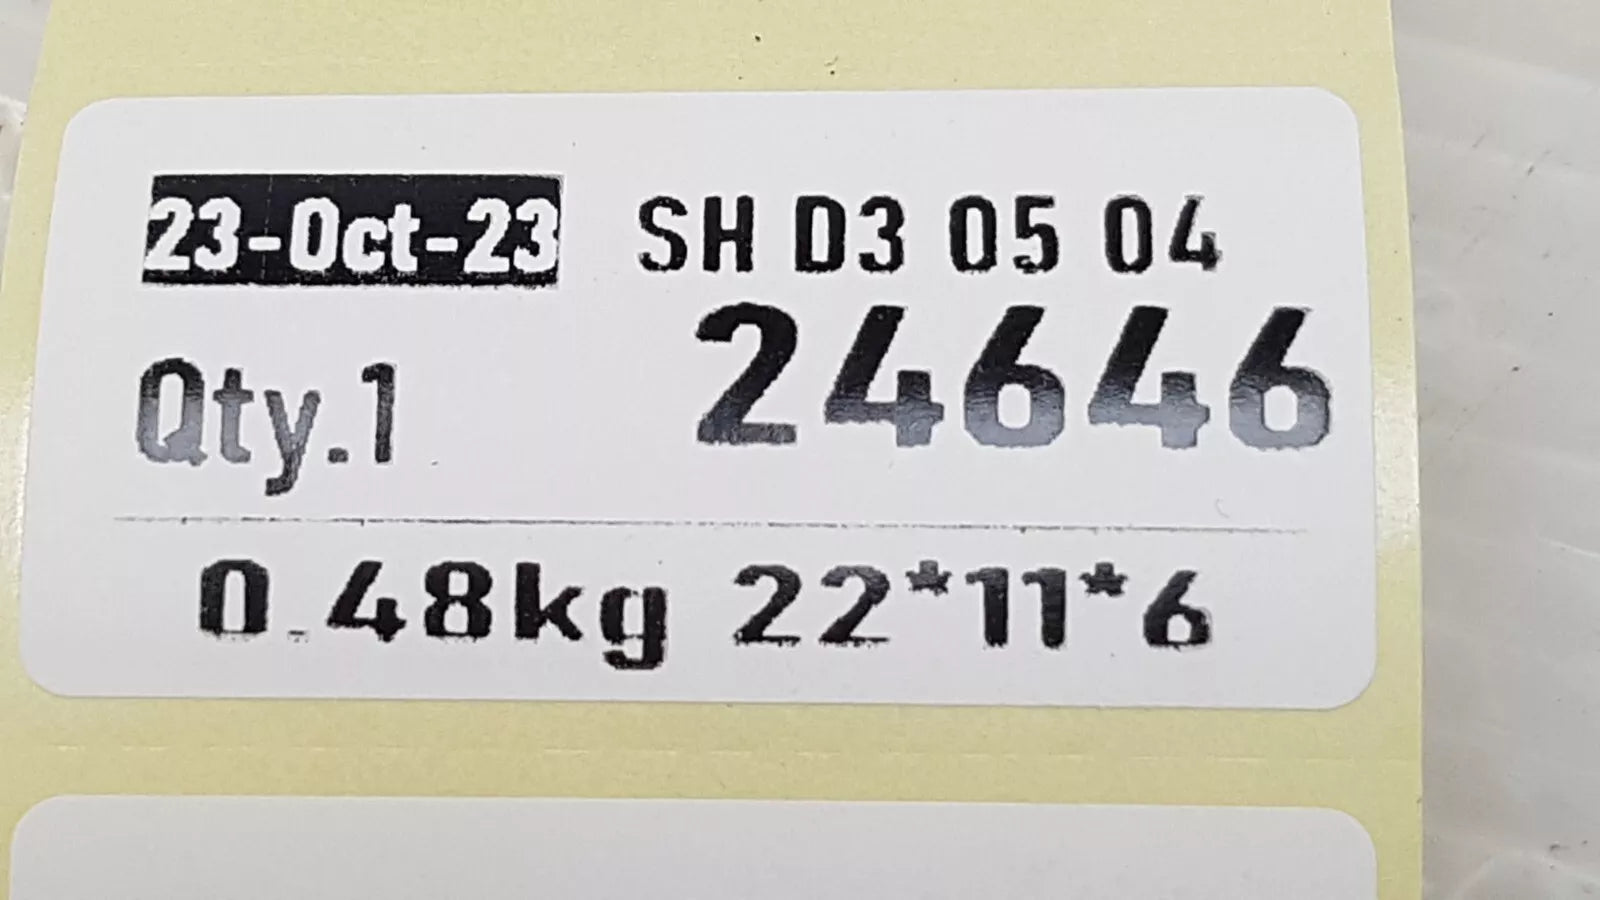 23-Oct-23 SH D3 05 04
24646
Qty.1
0.48kg 22*11*6